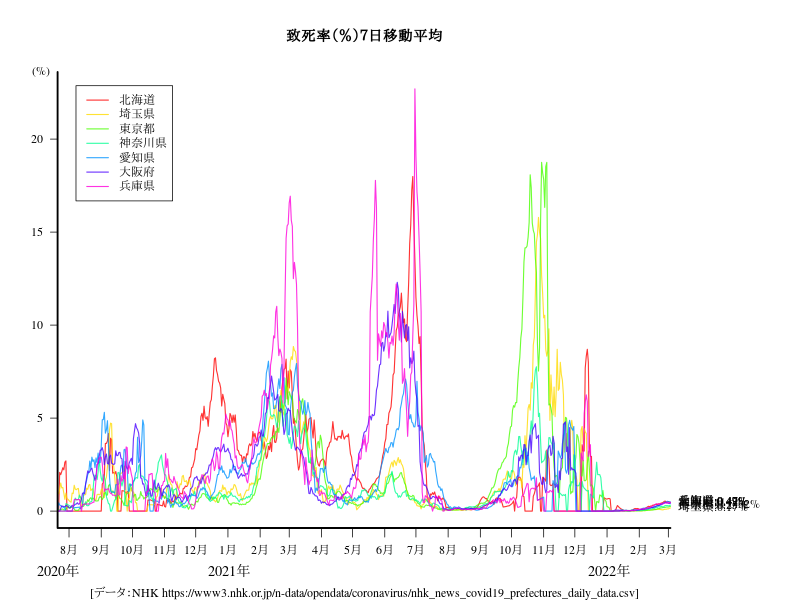 致死率(%)7日移動平均
(%)
北海道
埼玉県
東京都
神奈川県
愛知県
大阪府
兵庫県
20
15
10
5
0
8月 9月 10月 11月 12月 1月 2月 3月 4月 5月 6月 7月 8月 9月 10月 11月 12月 1月 2月 3月
2020年 2021年 2022年
[データ:NHK https://www3.nhk.or.jp/n-data/opendata/coronavirus/nhk_news_covid19_prefectures_daily_data.csv]